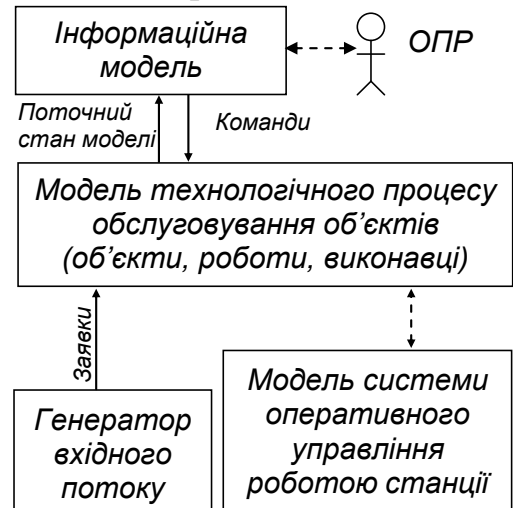 Інформаційна
модель
ОПР
Поточний
стан моделі
Команди
Модель технологічного процесу
обслуговування об’єктів
(об’єкти, роботи, виконавці)
Заявки
Генератор
вхідного
потоку
Модель системи
оперативного
управління
роботою станції